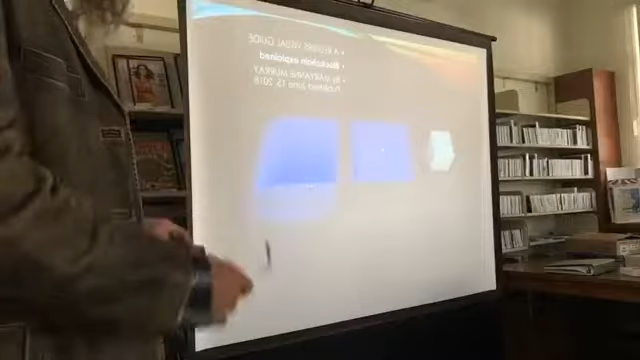 A REUTERS VISUAL GUIDE
Blockchain explained
By MARYANNE MURRAY
Published June 15, 2018